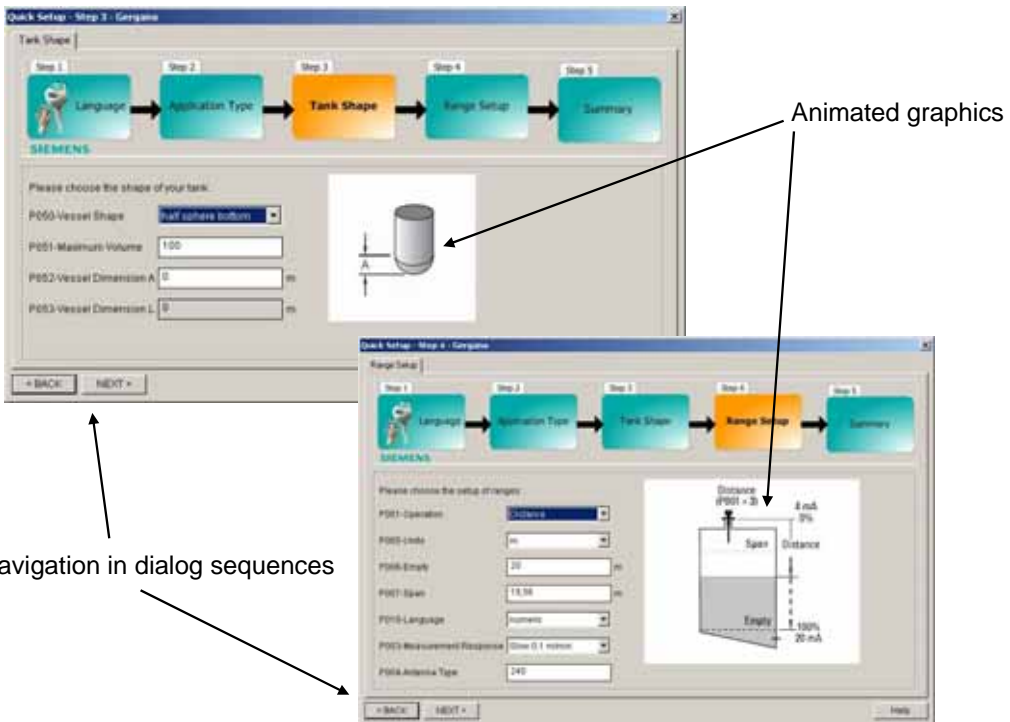 Quick Setup - Step 3 - Gergana
Tank Shape
Step 1
Step 2
Step 3
Step 4
Step 5
Language
Application Type
Tank Shape
Range Setup
Summary
SIEMENS
Please choose the shape of your tank
P050-Vessel Shape
half sphere bottom
P051-Maximum Volume
100
P052-Vessel Dimension A
0
m
P053-Vessel Dimension L
0
m
A
< BACK
NEXT >
Animated graphics
Quick Setup - Step 4 - Gergana
Range Setup
Step 1
Step 2
Step 3
Step 4
Step 5
Language
Application Type
Tank Shape
Range Setup
Summary
SIEMENS
Please choose the setup of ranges
P001-Operation
Distance
P005-Units
m
P006-Empty
20
m
P007-Span
m
P010-Language
numeric
P003-Measurement Response
Slow 0.1 m/min
P004-Antenna Type
240
Distance
(P001 = 3)
4 mA
0%
Span
Distance
Empty
100%
20 mA
< BACK
NEXT >
Help
avigation in dialog sequences